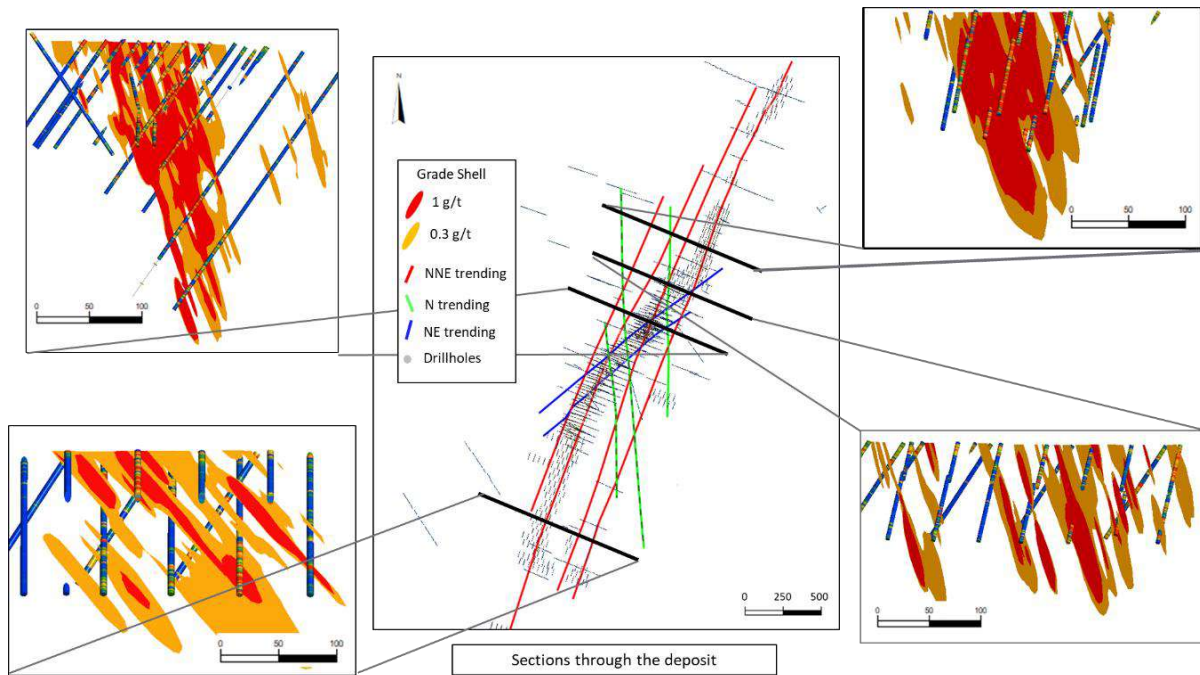 0
50
100
N
Grade Shell
1 g/t
0.3 g/t
NNE trending
N trending
NE trending
Drillholes
0
50
100
0
50
100
0
50
100
0
250
500
Sections through the deposit